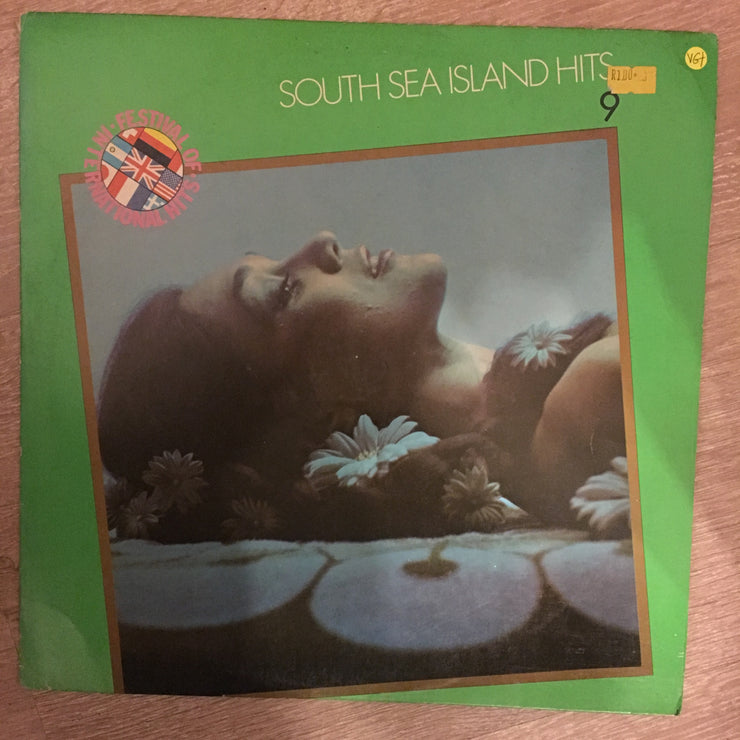 SOUTH SEA ISLAND HITS
9
VG+
FESTIVAL OF
INTERNATIONAL HITS